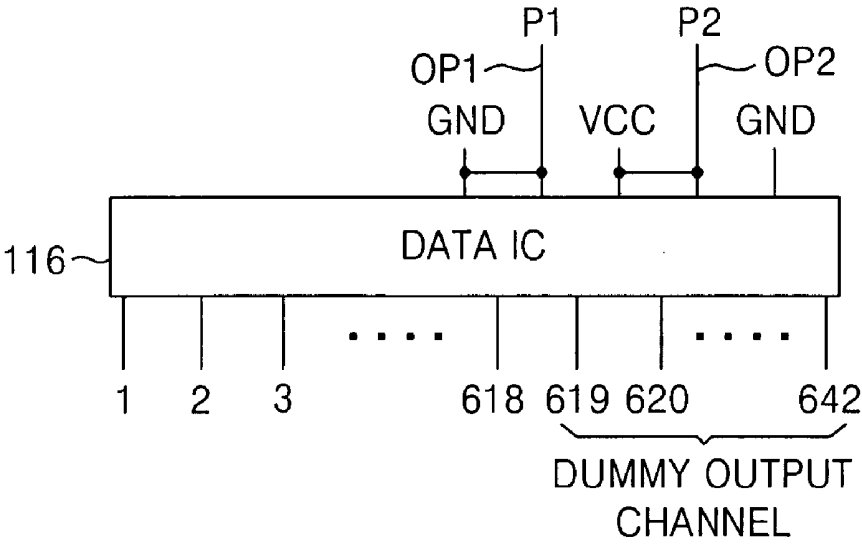 P1 P2
OP1 OP2
GND VCC GND
DATA IC
116
1 2 3 .... 618 619 620 .... 642
DUMMY OUTPUT
CHANNEL